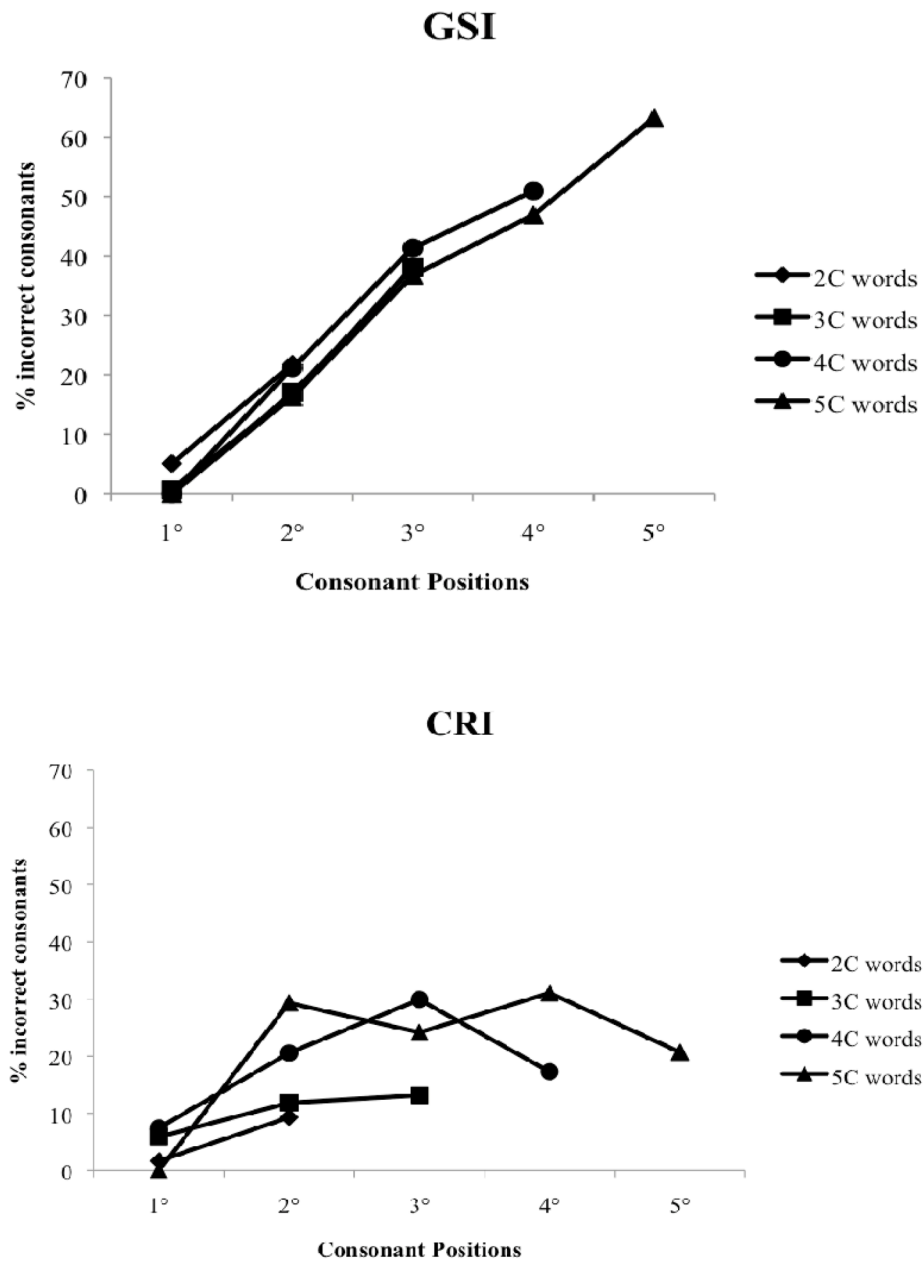 GSI
70
60
50
40
30
20
10
0
% incorrect consonants
1° 2° 3° 4° 5°
Consonant Positions
2C words
3C words
4C words
5C words
CRI
70
60
50
40
30
20
10
0
% incorrect consonants
1° 2° 3° 4° 5°
Consonant Positions
2C words
3C words
4C words
5C words